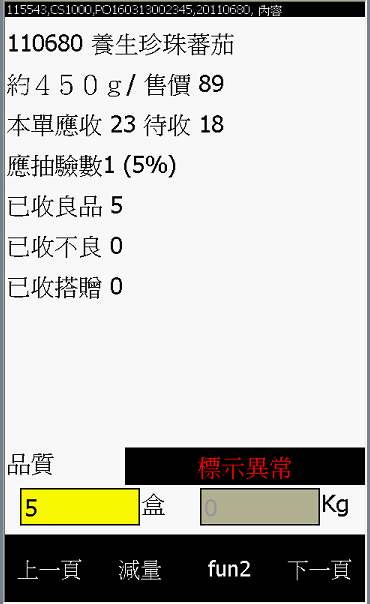 115543,CS1000,PO160313002345,20110680, 內容
110680 養生珍珠蕃茄
約４５０ｇ/ 售價 89
本單應收 23 待收 18
應抽驗數1 (5%)
已收良品 5
已收不良 0
已收搭贈 0
品質 標示異常
5 盒 0 Kg
上一頁 減量 fun2 下一頁